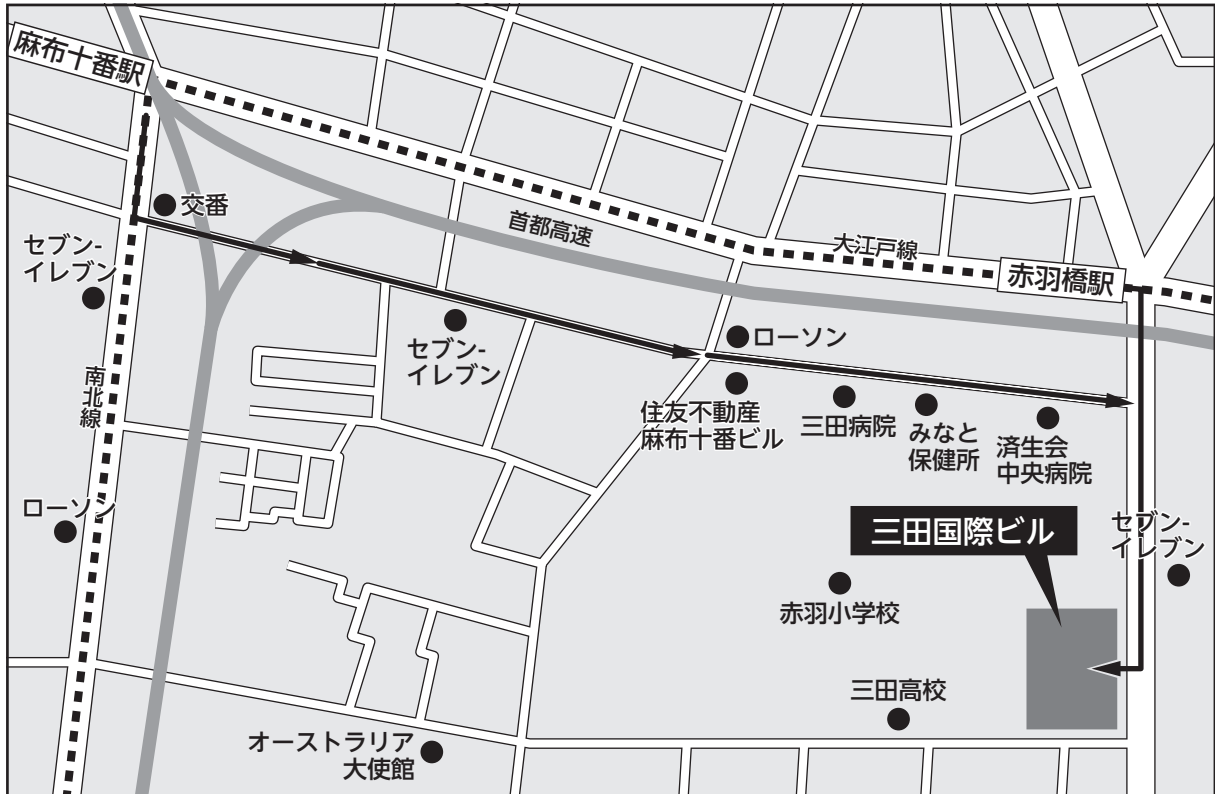 麻布十番駅
交番
セブン-
イレブン
首都高速
大江戸線
赤羽橋駅
セブン-
イレブン
ローソン
南北線
住友不動産
麻布十番ビル
三田病院
みなと
保健所
済生会
中央病院
ローソン
三田国際ビル
セブン-
イレブン
赤羽小学校
三田高校
オーストラリア
大使館